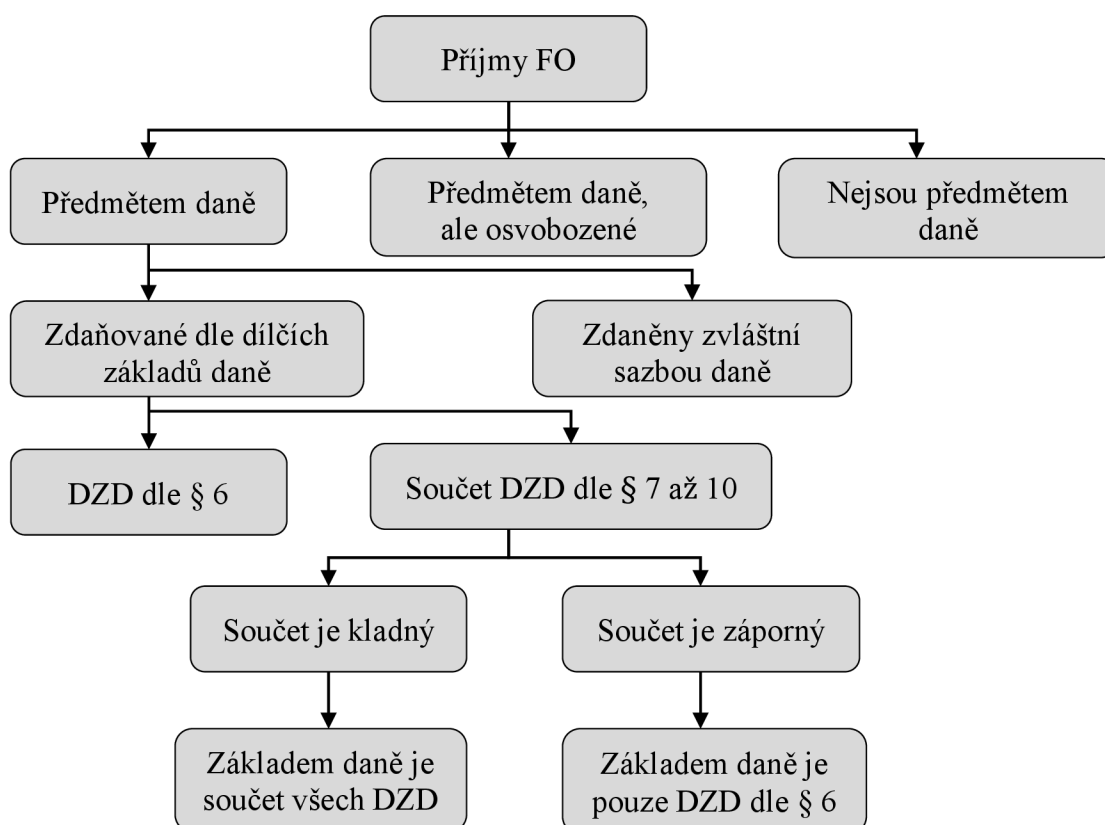 Příjmy FO
Předmětem daně
Předmětem daně,
ale osvobozené
Nejsou předmětem
daně
Zdaňované dle dílčích
základů daně
Zdaněny zvláštní
sazbou daně
DZD dle § 6
Součet DZD dle § 7 až 10
Součet je kladný
Součet je záporný
Základem daně je
součet všech DZD
Základem daně je
pouze DZD dle § 6